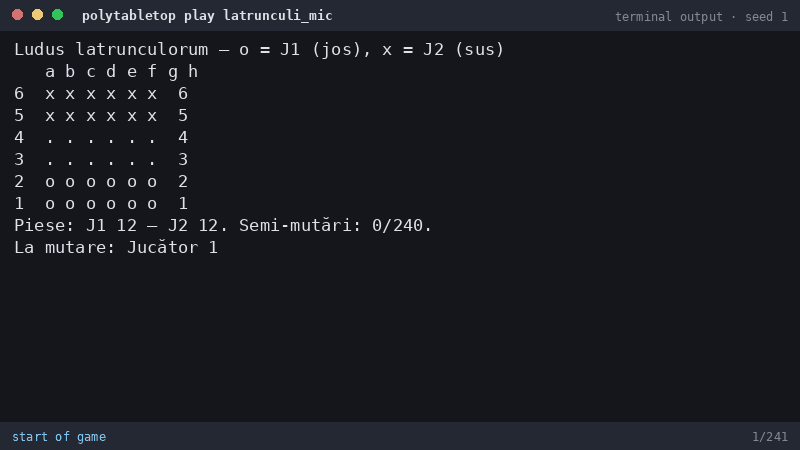 polytabletop play latrunculi_mic
terminal output · seed 1
Ludus latrunculorum — o = J1 (jos), x = J2 (sus)
   a b c d e f g h
6  x x x x x x  6
5  x x x x x x  5
4  . . . . . .  4
3  . . . . . .  3
2  o o o o o o  2
1  o o o o o o  1
Piese: J1 12 — J2 12. Semi-mutări: 0/240.
La mutare: Jucător 1
start of game
1/241